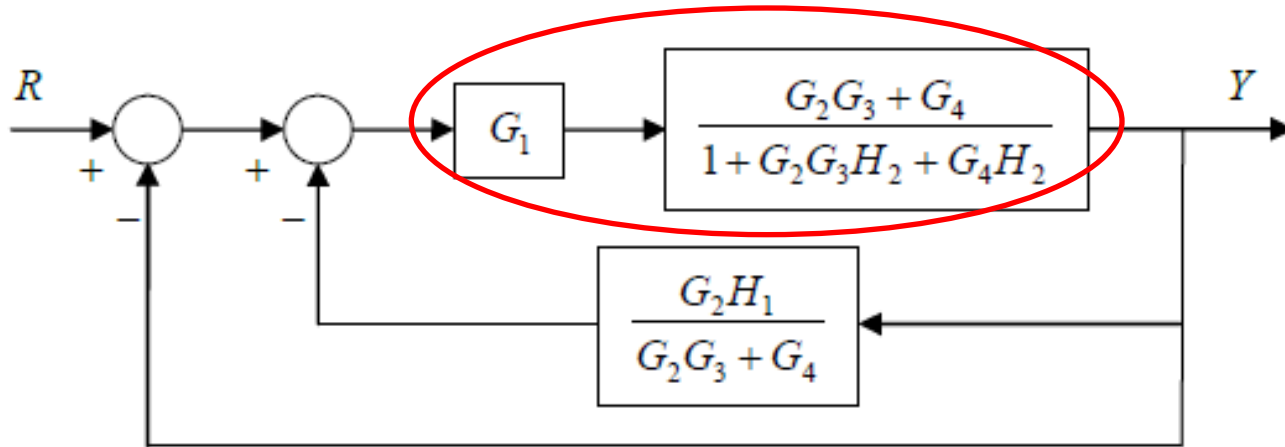 R
+
−
+
−
G₁
G₂G₃ + G₄
1 + G₂G₃H₂ + G₄H₂
Y
G₂H₁
G₂G₃ + G₄